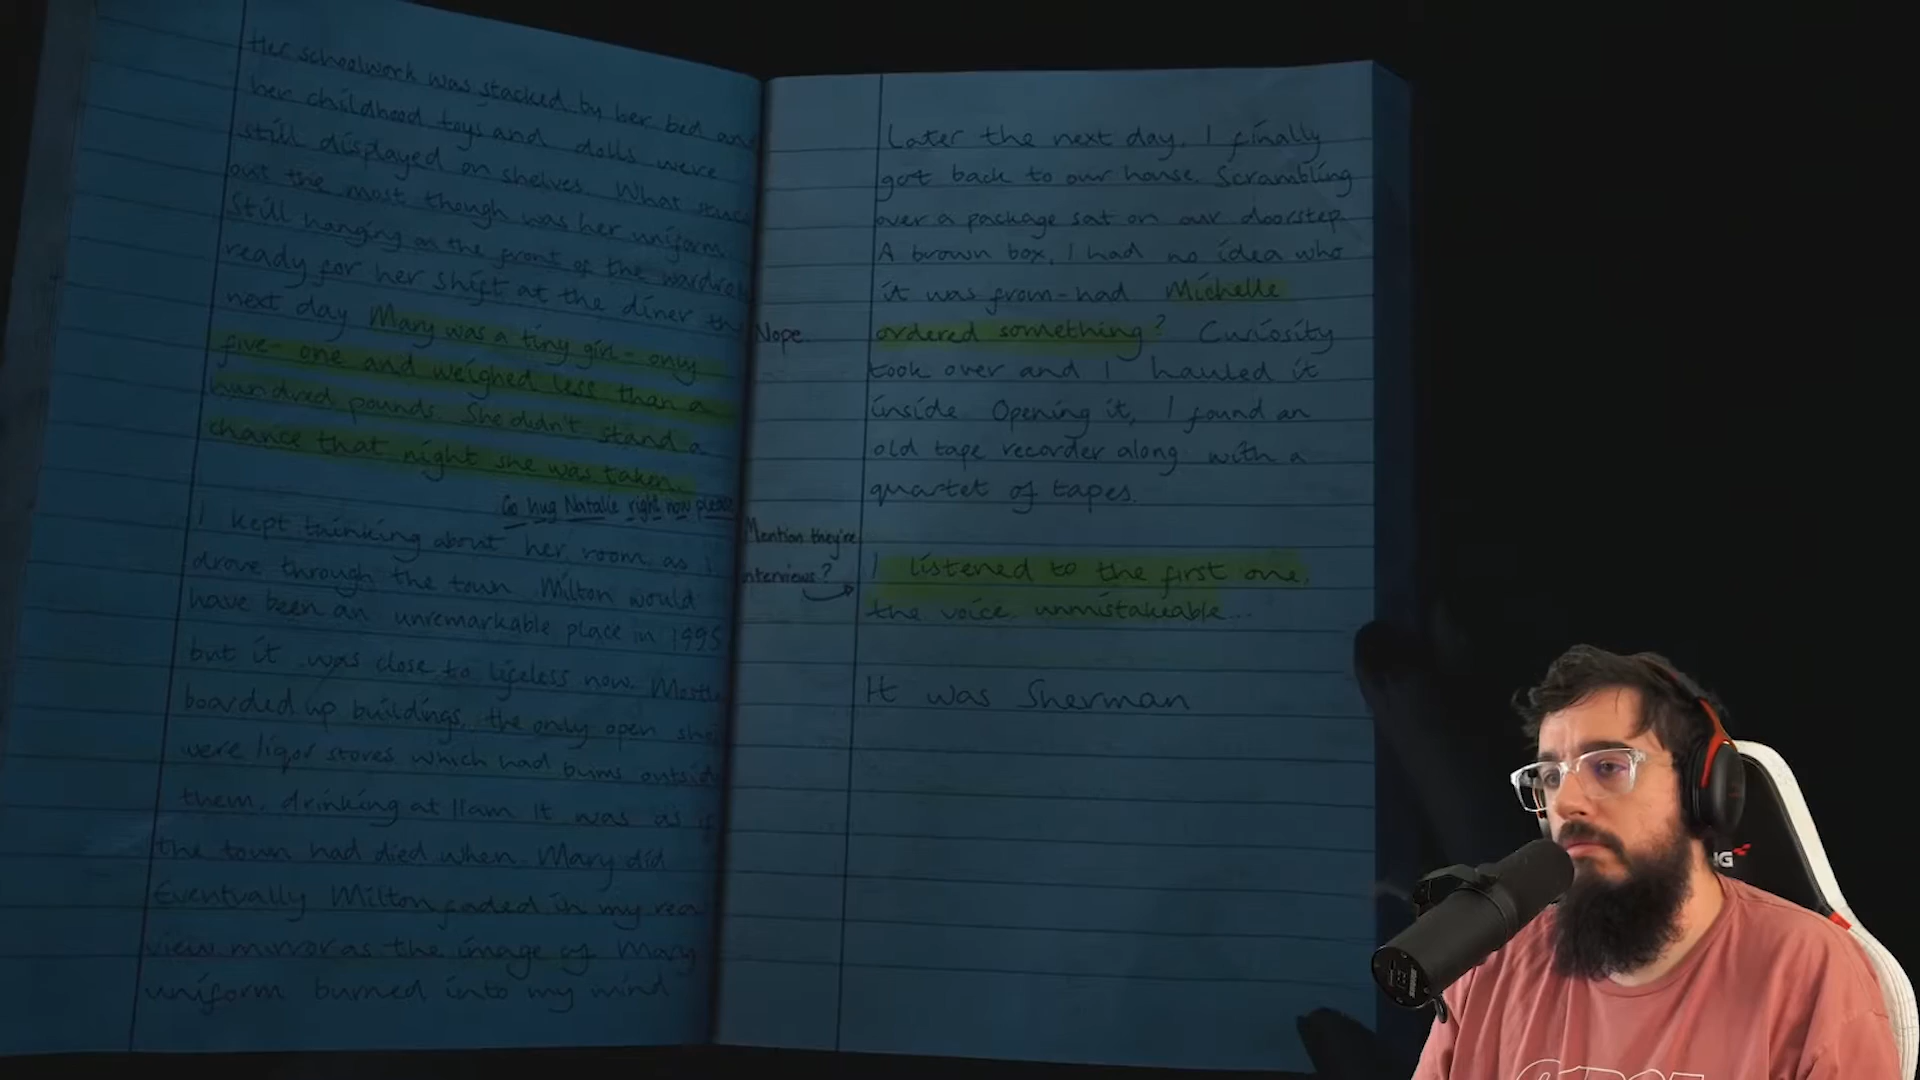 Her schoolwork was stacked by her bed and
her childhood toys and dolls were
still displayed on shelves. What stuck
out the most though was her uniform.
Still hanging on the front of the wardrobe
ready for her shift at the diner the
next day. Mary was a tiny girl - only
five-one and weighed less than a
hundred pounds. She didn't stand a
chance that night she was taken.
Go hug Natalie right now please
I kept thinking about her room as I
drove through the town. Milton would
have been an unremarkable place in 1995
but it was close to lifeless now. Mostly
boarded up buildings, the only open
were liqor stores which had bums outside
them, drinking at 11am. It was as if
the town had died when Mary did
Eventually Milton faded in my rear
view mirror as the image of Mary
uniform burned into my mind
Later the next day, I finally
got back to our house. Scrambling
over a package sat on our doorstep.
A brown box, I had no idea who
it was from-had Michelle
Nope.
ordered something? Curiosity
took over and I hauled it
inside. Opening it, I found an
old tape recorder along with a
quartet of tapes.
Mention they're
interviews?
I listened to the first one,
the voice, unmistakeable...
It was Sherman